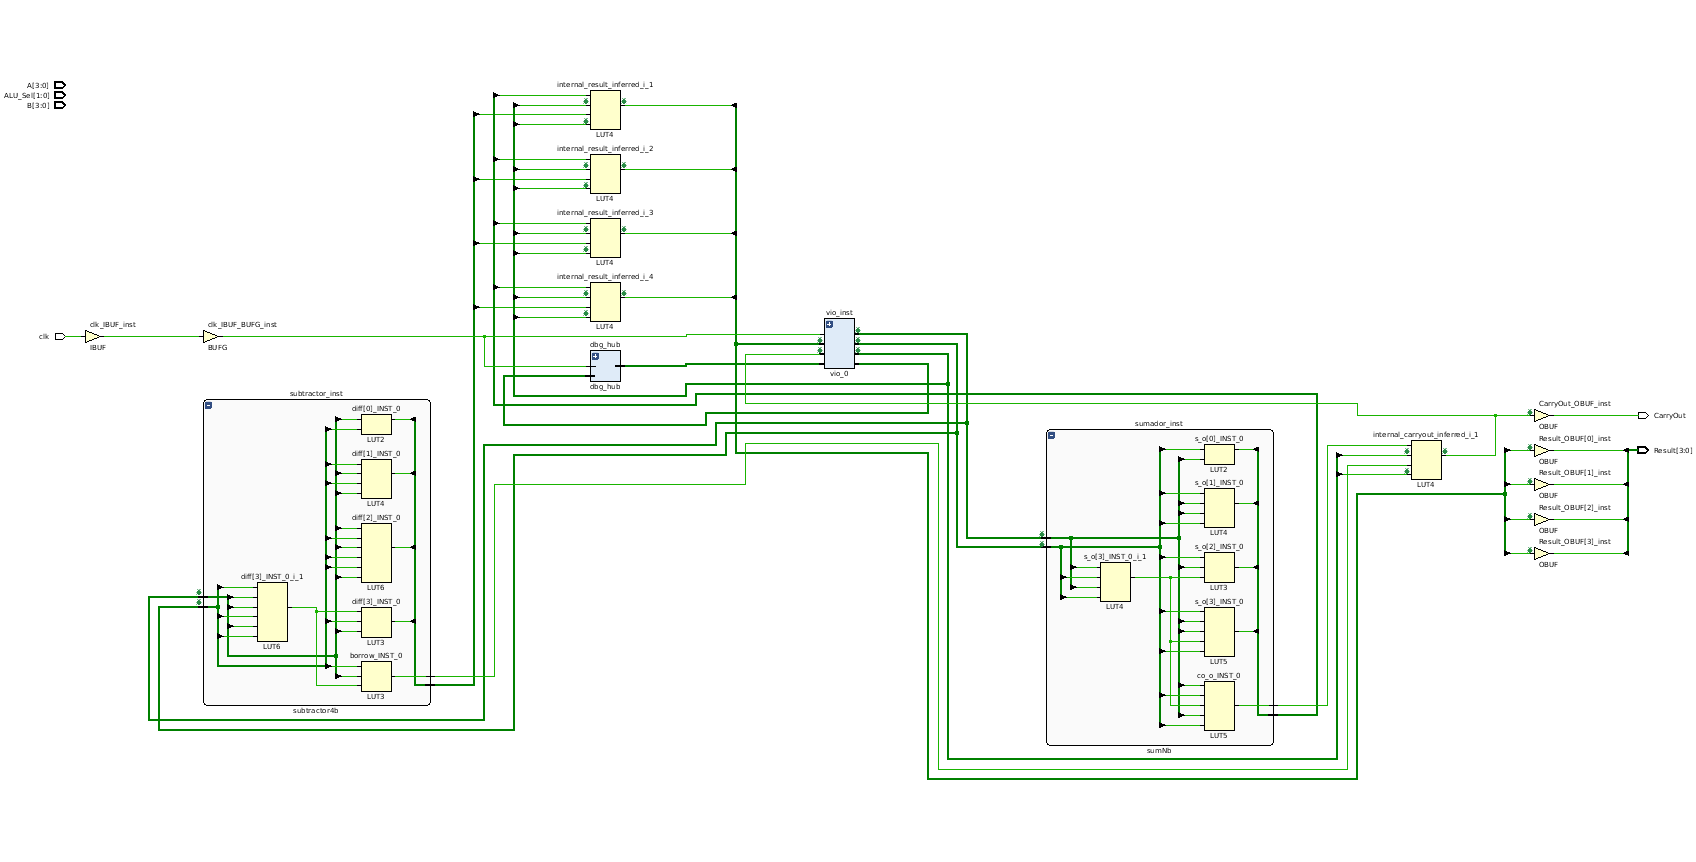 A[3:0]
ALU_Sel[1:0]
B[3:0]
clk
clk_IBUF_inst
IBUF
clk_IBUF_BUFG_inst
BUFG
internal_result_inferred_i_1
LUT4
internal_result_inferred_i_2
LUT4
internal_result_inferred_i_3
LUT4
internal_result_inferred_i_4
LUT4
dbg_hub
dbg_hub
vio_inst
vio_0
subtractor_inst
diff[0]_INST_0
LUT2
diff[1]_INST_0
LUT4
diff[2]_INST_0
LUT6
diff[3]_INST_0_i_1
LUT6
diff[3]_INST_0
LUT3
borrow_INST_0
LUT3
subtractor4b
sumador_inst
s_o[0]_INST_0
LUT2
s_o[1]_INST_0
LUT4
s_o[2]_INST_0
LUT3
s_o[3]_INST_0_i_1
LUT4
s_o[3]_INST_0
LUT5
co_o_INST_0
LUT5
sumNb
internal_carryout_inferred_i_1
LUT4
CarryOut_OBUF_inst
OBUF
CarryOut
Result_OBUF[0]_inst
OBUF
Result[3:0]
Result_OBUF[1]_inst
OBUF
Result_OBUF[2]_inst
OBUF
Result_OBUF[3]_inst
OBUF